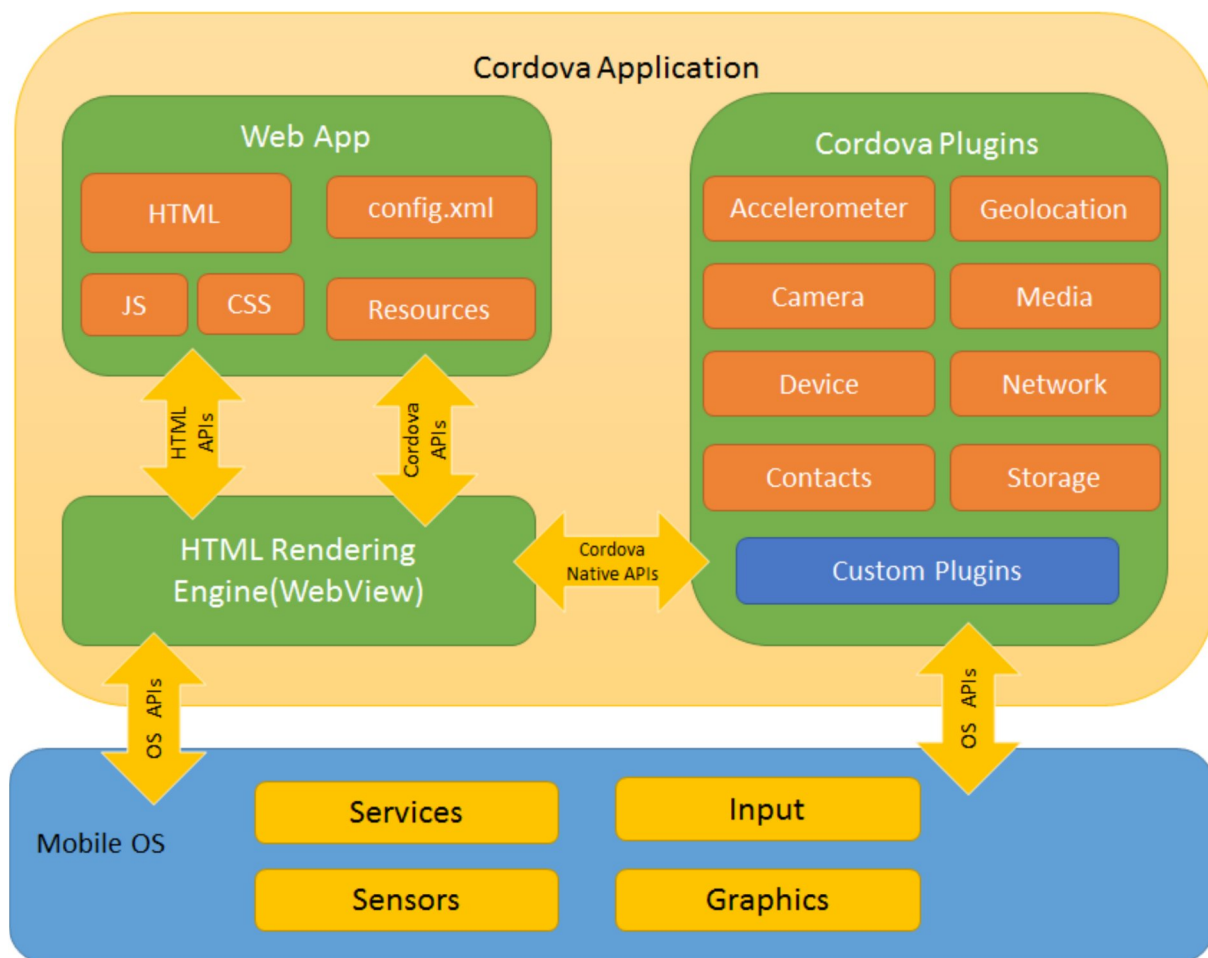 Cordova Application
Web App
HTML
config.xml
JS
CSS
Resources
HTML
APIs
Cordova
APIs
HTML Rendering
Engine(WebView)
Cordova
Native APIs
Cordova Plugins
Accelerometer
Geolocation
Camera
Media
Device
Network
Contacts
Storage
Custom Plugins
OS APIs
OS APIs
Mobile OS
Services
Input
Sensors
Graphics